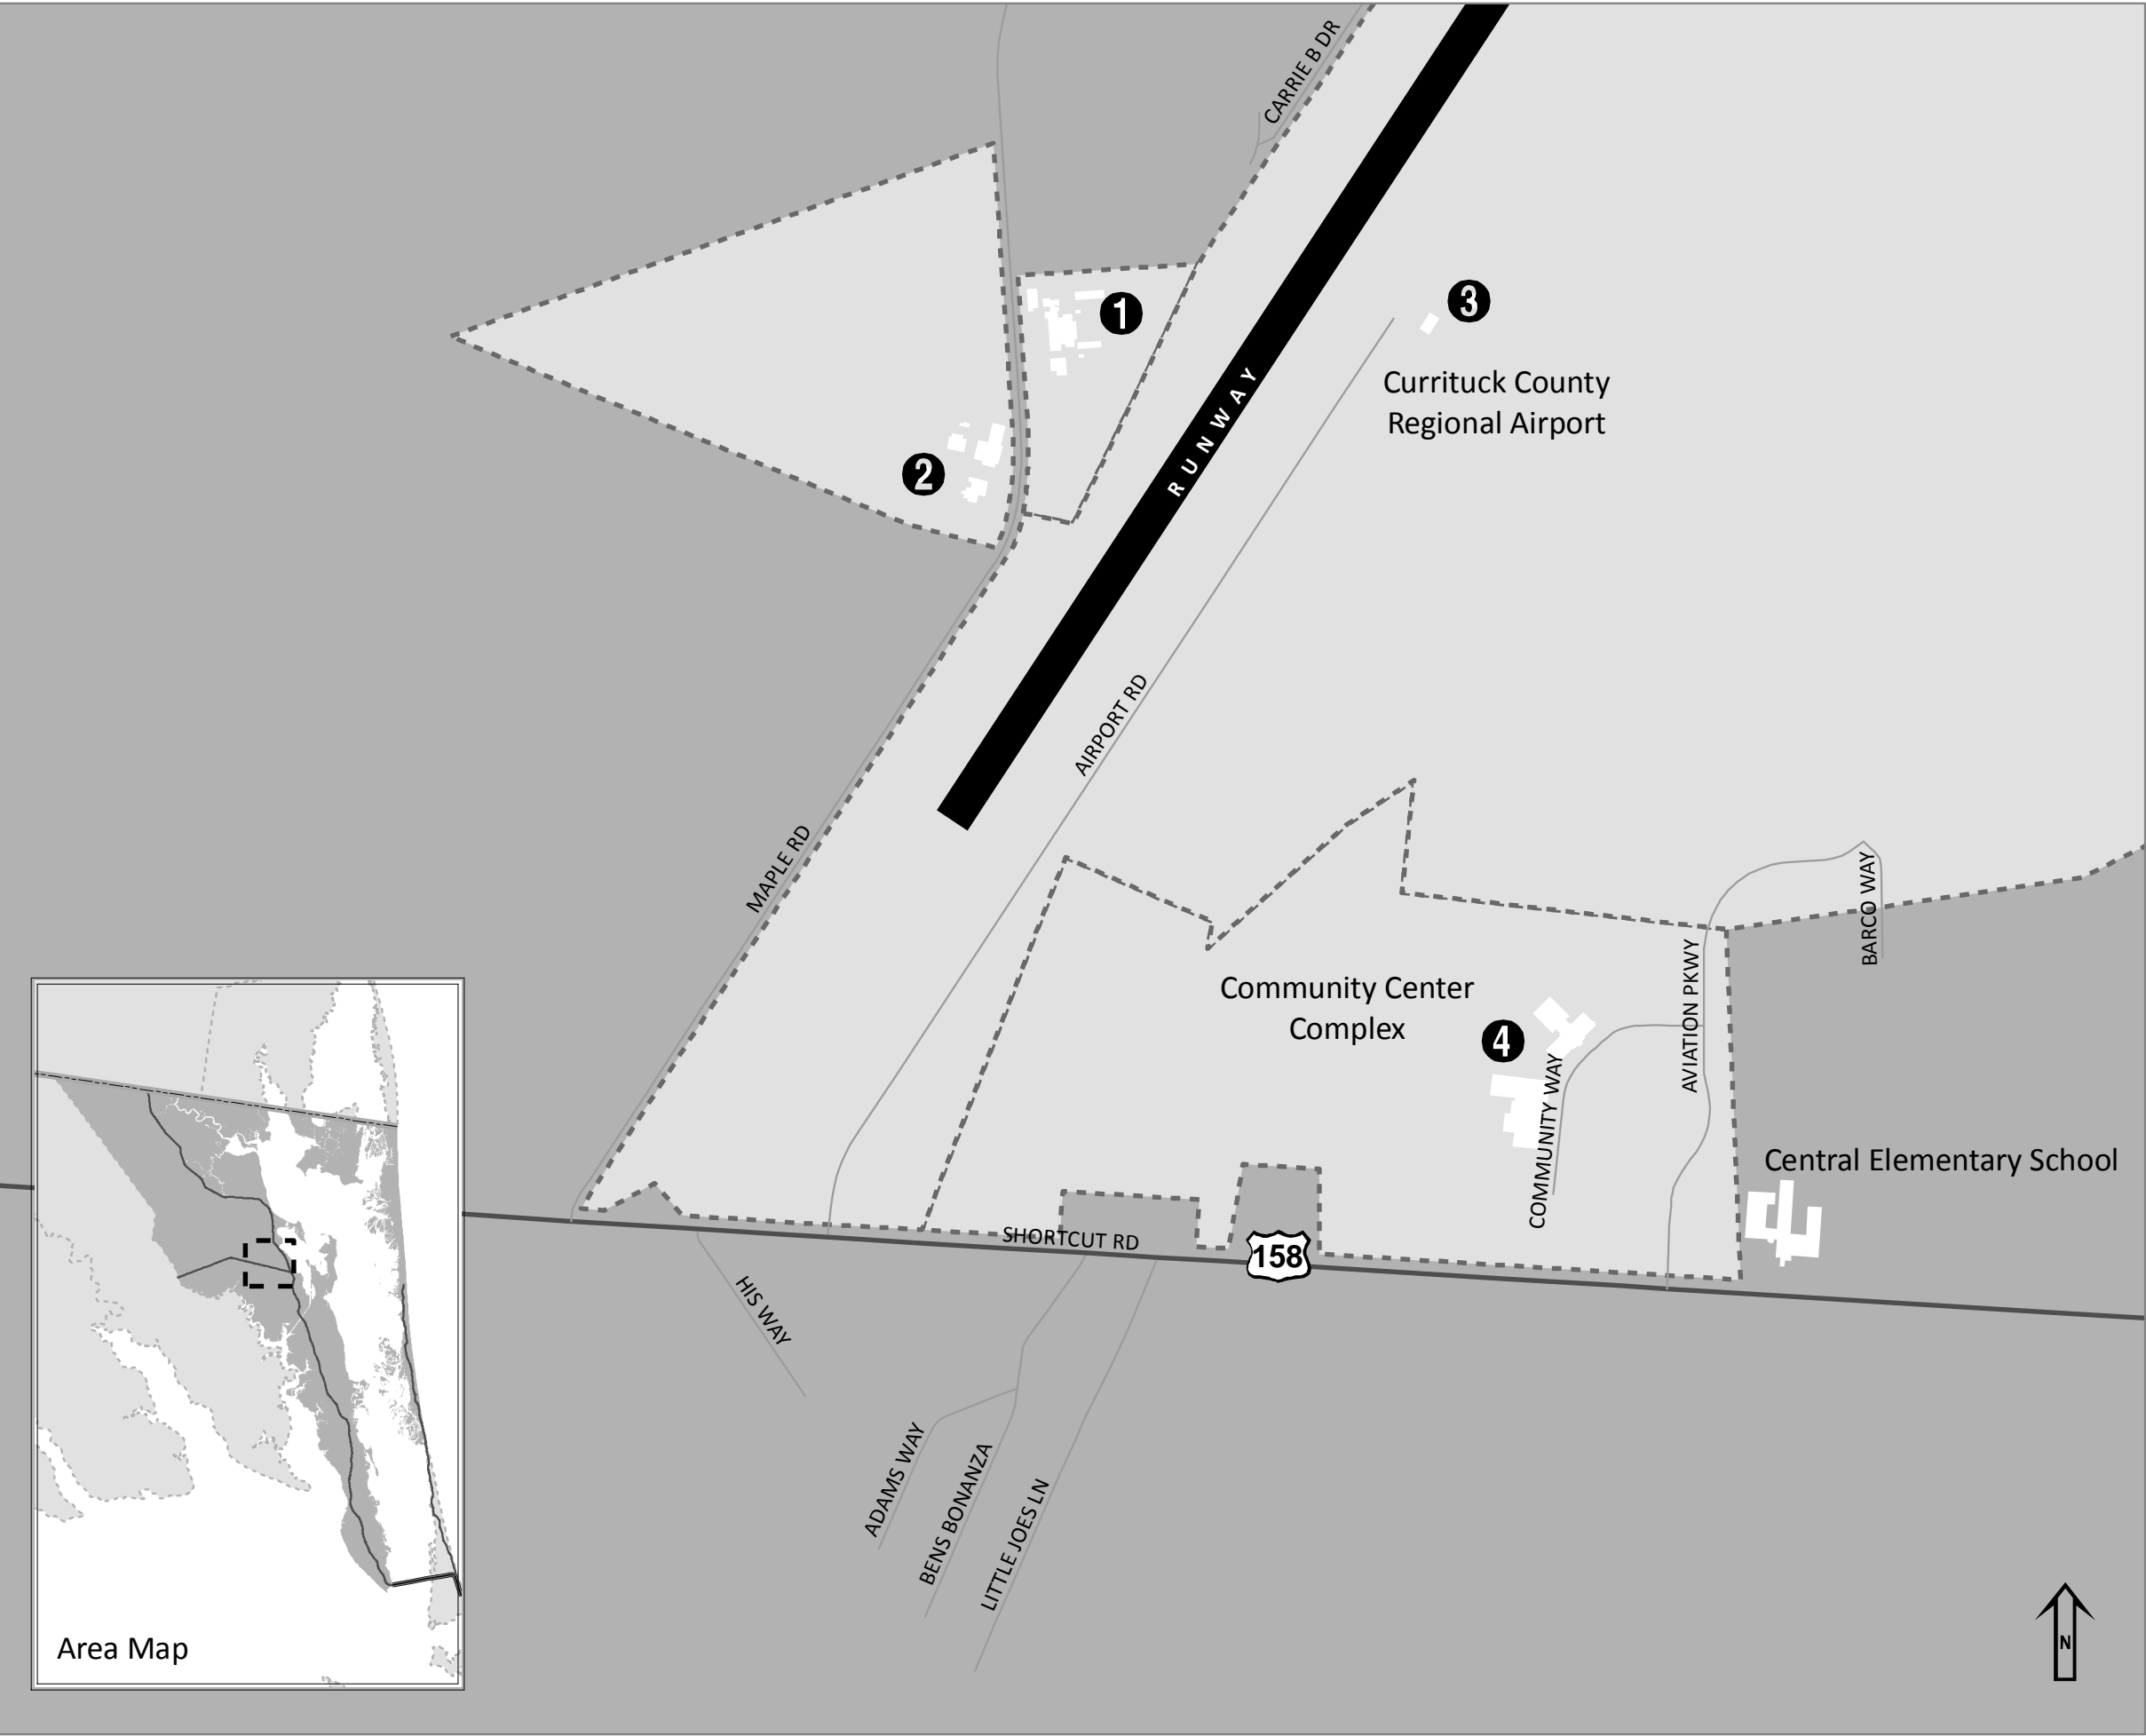 CARRIE B DR
1
3
Currituck County
Regional Airport
RUNWAY
2
AIRPORT RD
MAPLE RD
BARCO WAY
Community Center
Complex
4
AVIATION PKWY
COMMUNITY WAY
Central Elementary School
SHORTCUT RD
158
HIS WAY
ADAMS WAY
BENS BONANZA
LITTLE JOES LN
Area Map
N